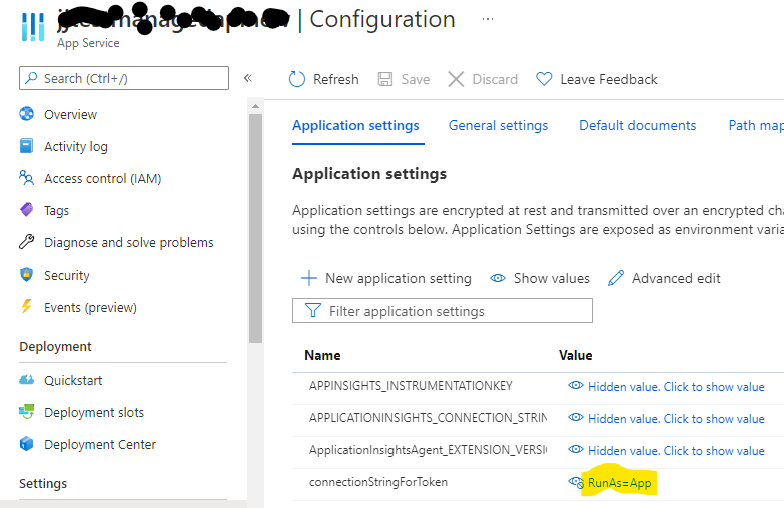 | Configuration ...
App Service
Search (Ctrl+/)
«
Refresh Save Discard Leave Feedback
Overview
Activity log
Access control (IAM)
Tags
Diagnose and solve problems
Security
Events (preview)
Deployment
Quickstart
Deployment slots
Deployment Center
Settings
Application settings General settings Default documents Path map
Application settings
Application settings are encrypted at rest and transmitted over an encrypted cha
using the controls below. Application Settings are exposed as environment varia
New application setting Show values Advanced edit
Filter application settings
Name Value
APPINSIGHTS_INSTRUMENTATIONKEY Hidden value. Click to show value
APPLICATIONINSIGHTS_CONNECTION_STRIN Hidden value. Click to show value
ApplicationInsightsAgent_EXTENSION_VERSI Hidden value. Click to show value
connectionStringForToken RunAs=App